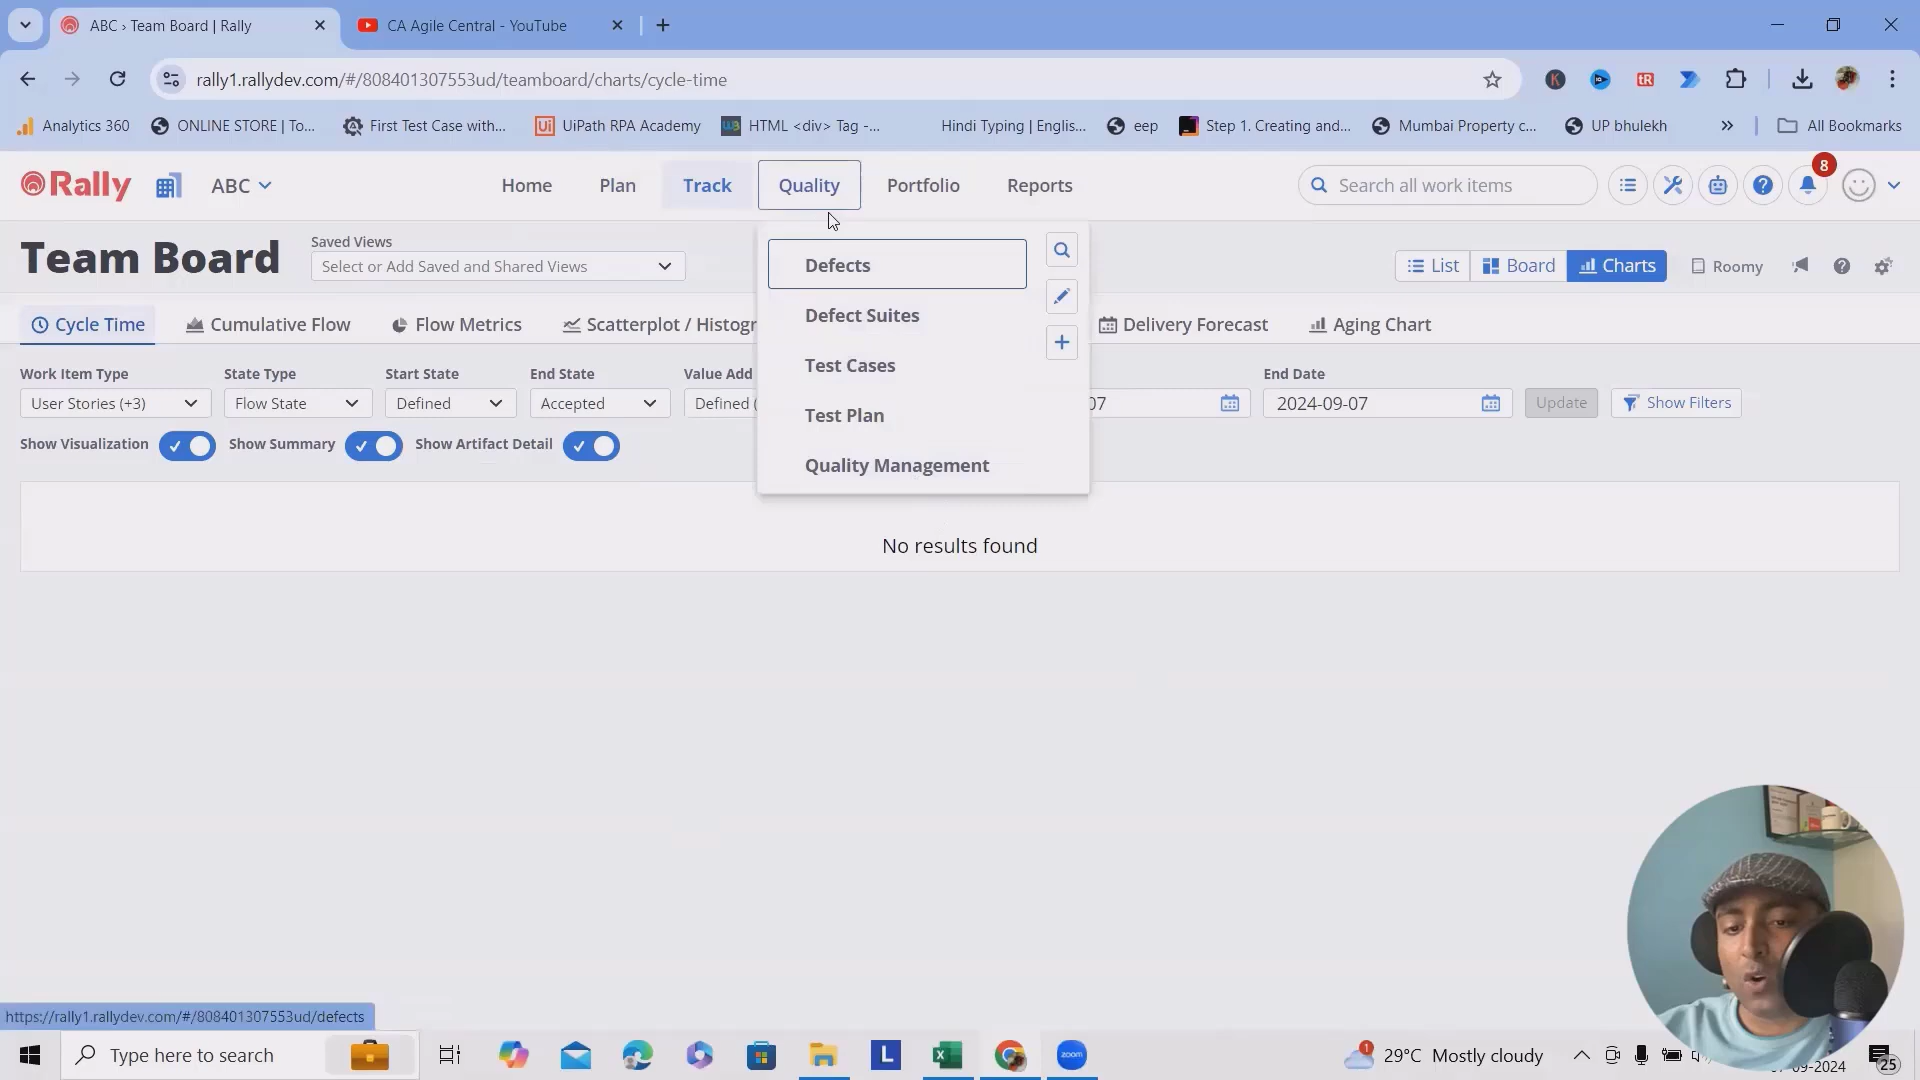 ABC › Team Board | Rally
CA Agile Central - YouTube
rally1.rallydev.com/#/808401307553ud/teamboard/charts/cycle-time
K
tR
Analytics 360
ONLINE STORE | To...
First Test Case with...
Ui UiPath RPA Academy
HTML <div> Tag -...
Hindi Typing | Englis...
eep
Step 1. Creating and...
Mumbai Property c...
UP bhulekh
All Bookmarks
Rally
ABC
Home
Plan
Track
Quality
Portfolio
Reports
Search all work items
8
Team Board
Saved Views
Select or Add Saved and Shared Views
List
Board
Charts
Roomy
Defects
Defect Suites
Test Cases
Test Plan
Quality Management
Cycle Time
Cumulative Flow
Flow Metrics
Scatterplot / Histogr
Delivery Forecast
Aging Chart
Work Item Type
State Type
Start State
End State
Value Add
End Date
User Stories (+3)
Flow State
Defined
Accepted
Defined (
07
2024-09-07
Update
Show Filters
Show Visualization
Show Summary
Show Artifact Detail
No results found
https://rally1.rallydev.com/#/808401307553ud/defects
Type here to search
L
zoom
1
29°C Mostly cloudy
09-2024
25